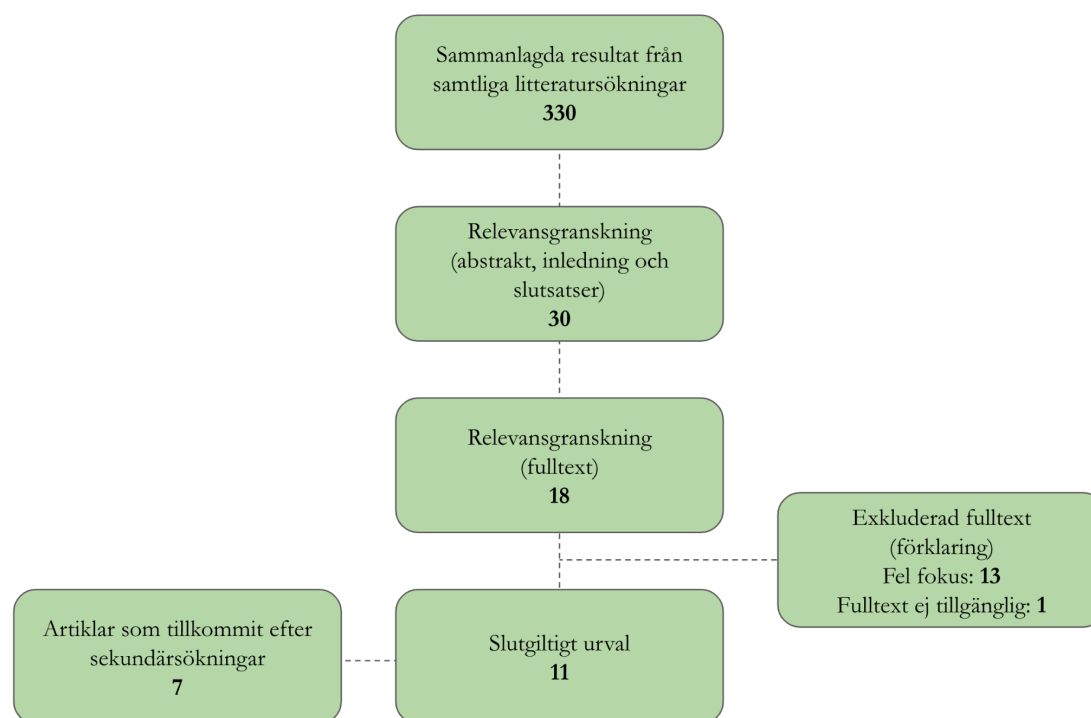 Sammanlagda resultat från
samtliga litteratursökningar
330
Relevansgranskning
(abstrakt, inledning och
slutsatser)
30
Relevansgranskning
(fulltext)
18
Exkluderad fulltext
(förklaring)
Fel fokus: 13
Fulltext ej tillgänglig: 1
Artiklar som tillkommit efter
sekundärsökningar
7
Slutgiltigt urval
11